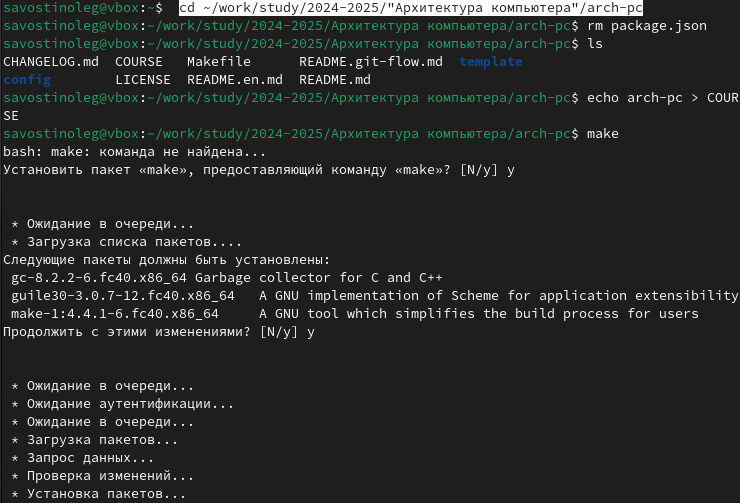 savostinoleg@vbox:~$ cd ~/work/study/2024-2025/"Архитектура компьютера"/arch-pc
savostinoleg@vbox:~/work/study/2024-2025/Архитектура компьютера/arch-pc$ rm package.json
savostinoleg@vbox:~/work/study/2024-2025/Архитектура компьютера/arch-pc$ ls
CHANGELOG.md COURSE Makefile README.git-flow.md template
config LICENSE README.en.md README.md
savostinoleg@vbox:~/work/study/2024-2025/Архитектура компьютера/arch-pc$ echo arch-pc > COUR
SE
savostinoleg@vbox:~/work/study/2024-2025/Архитектура компьютера/arch-pc$ make
bash: make: команда не найдена...
Установить пакет «make», предоставляющий команду «make»? [N/y] y
* Ожидание в очереди...
* Загрузка списка пакетов....
Следующие пакеты должны быть установлены:
gc-8.2.2-6.fc40.x86_64 Garbage collector for C and C++
guile30-3.0.7-12.fc40.x86_64 A GNU implementation of Scheme for application extensibility
make-1:4.4.1-6.fc40.x86_64 A GNU tool which simplifies the build process for users
Продолжить с этими изменениями? [N/y] y
* Ожидание в очереди...
* Ожидание аутентификации...
* Ожидание в очереди...
* Загрузка пакетов...
* Запрос данных...
* Проверка изменений...
* Установка пакетов...